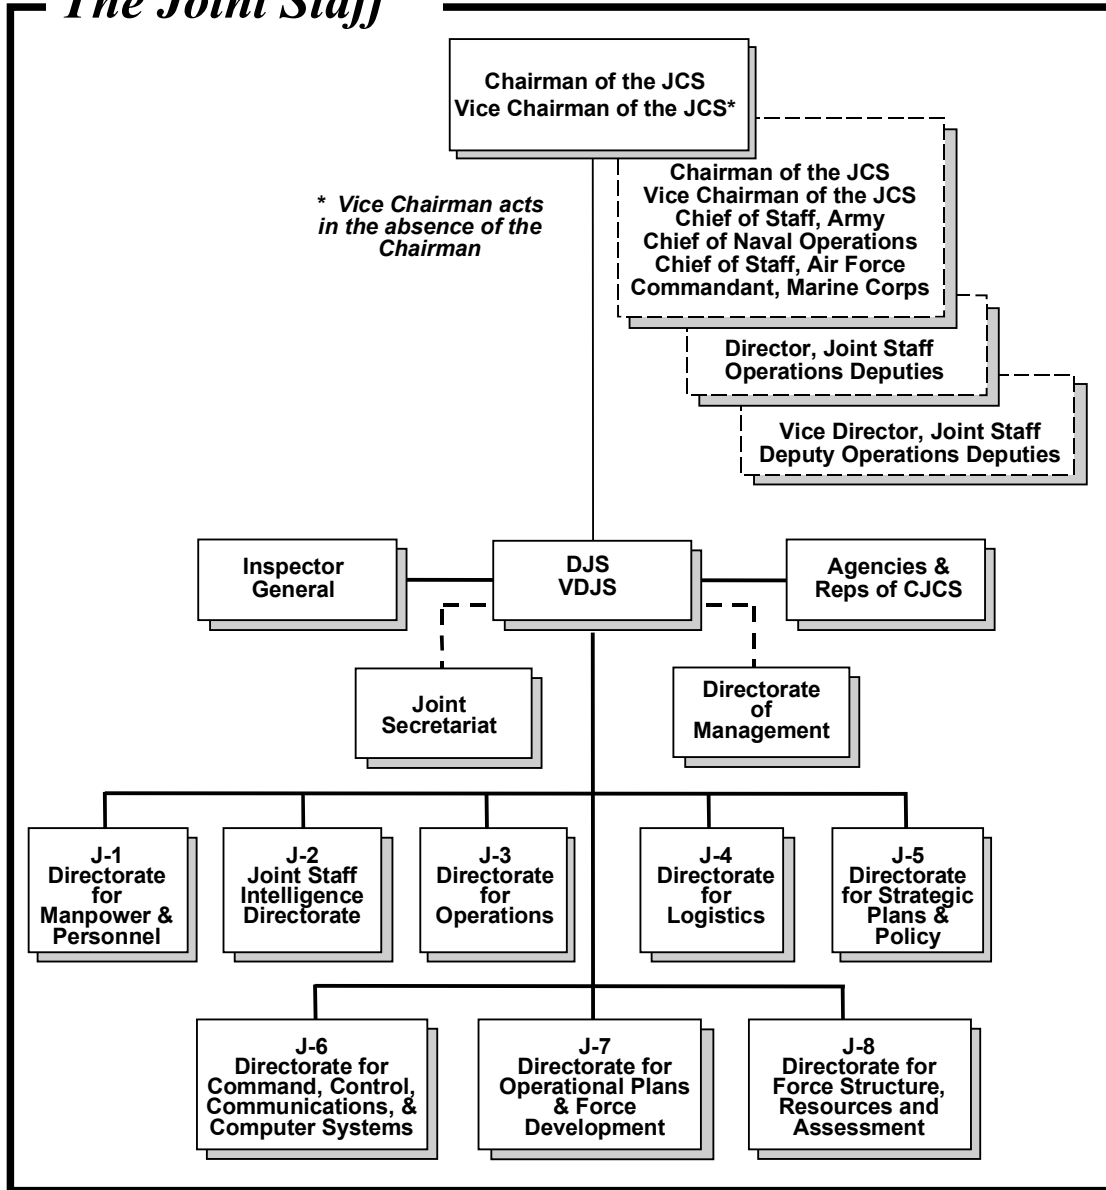 The Joint Staff
Chairman of the JCS
Vice Chairman of the JCS*
* Vice Chairman acts
in the absence of the
Chairman
Chairman of the JCS
Vice Chairman of the JCS
Chief of Staff, Army
Chief of Naval Operations
Chief of Staff, Air Force
Commandant, Marine Corps
Director, Joint Staff
Operations Deputies
Vice Director, Joint Staff
Deputy Operations Deputies
Inspector
General
DJS
VDJS
Agencies &
Reps of CJCS
Joint
Secretariat
Directorate
of
Management
J-1
Directorate
for
Manpower &
Personnel
J-2
Joint Staff
Intelligence
Directorate
J-3
Directorate
for
Operations
J-4
Directorate
for
Logistics
J-5
Directorate
for Strategic
Plans &
Policy
J-6
Directorate for
Command, Control,
Communications, &
Computer Systems
J-7
Directorate for
Operational Plans
& Force
Development
J-8
Directorate for
Force Structure,
Resources and
Assessment